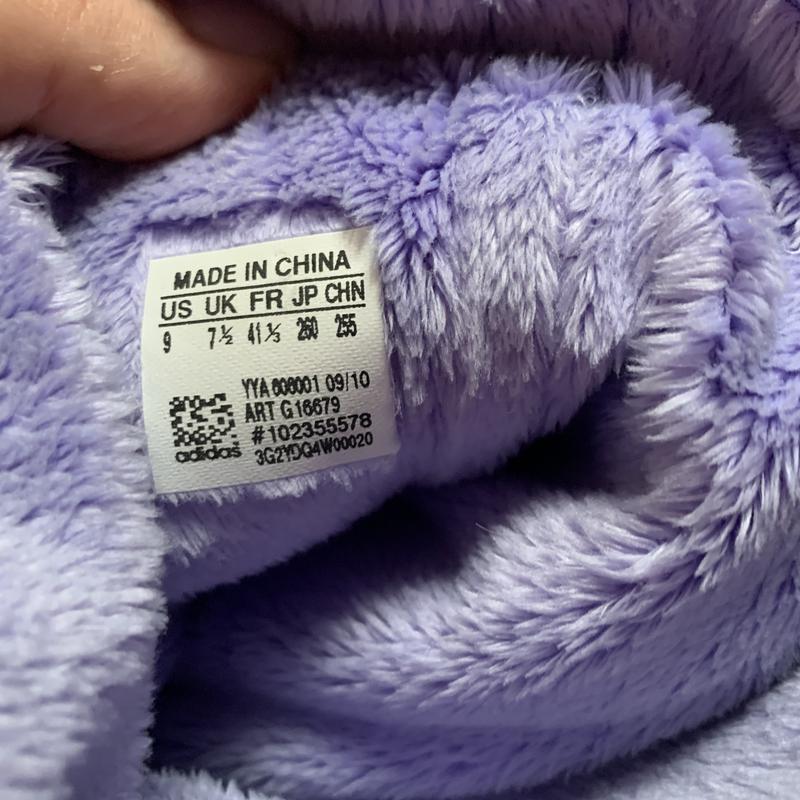 MADE IN CHINA
US UK FR JP CHN
9 7½ 41⅓ 260 255
YYA 606001 09/10
ART G16679
#102355578
adidas 3G2YDG4W00020